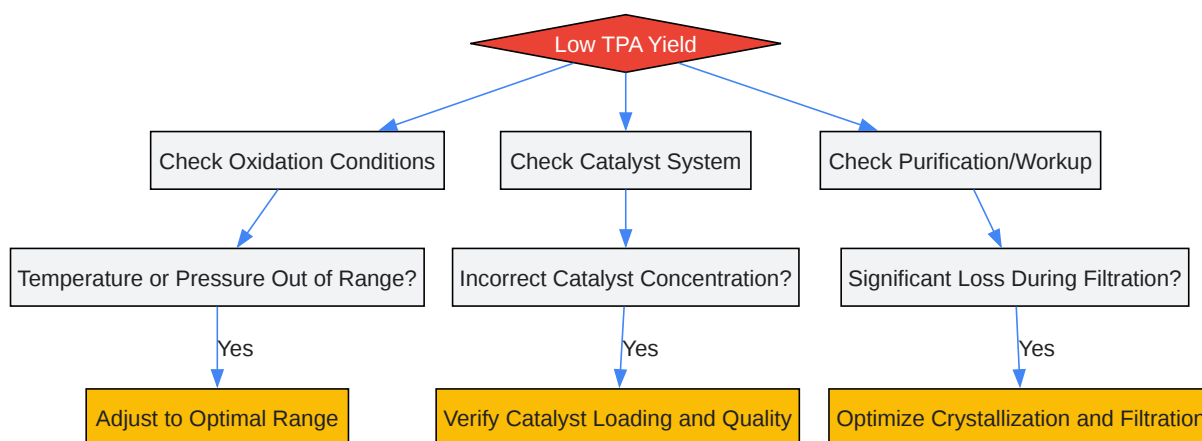 Low TPA Yield
Check Oxidation Conditions
Check Catalyst System
Check Purification/Workup
Temperature or Pressure Out of Range?
Incorrect Catalyst Concentration?
Significant Loss During Filtration?
Yes
Yes
Yes
Adjust to Optimal Range
Verify Catalyst Loading and Quality
Optimize Crystallization and Filtration